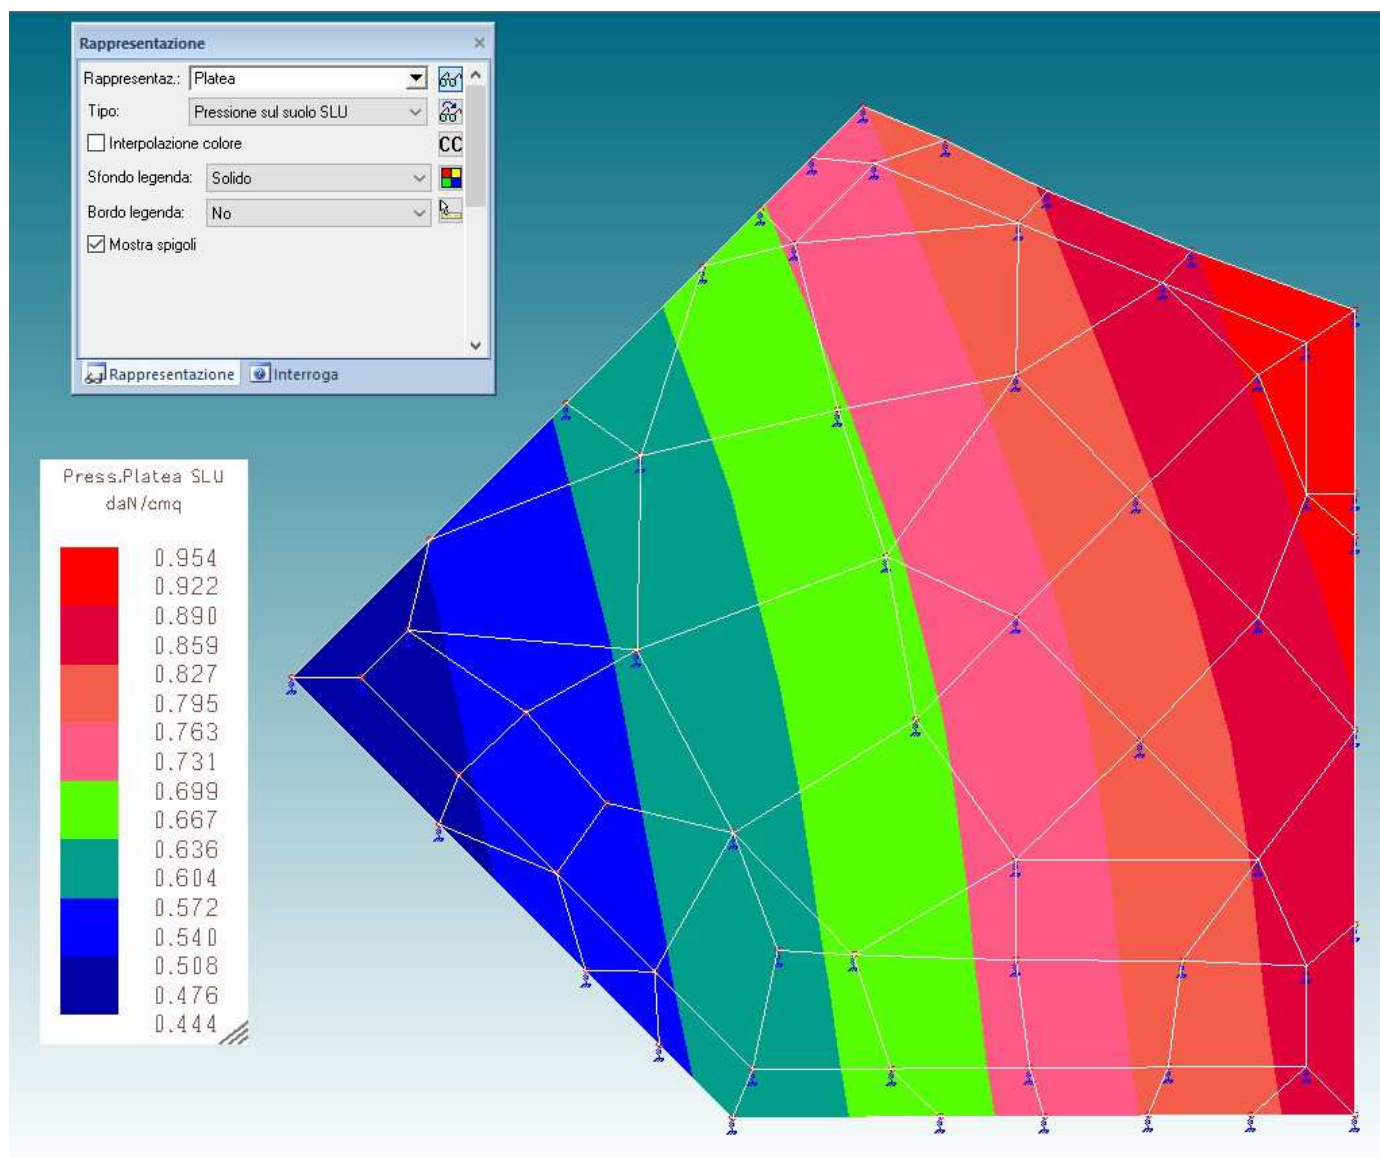 Rappresentazione
Rappresentaz.: Platea
Tipo: Pressione sul suolo SLU
Interpolazione colore
CC
Sfondo legenda: Solido
Bordo legenda: No
Mostra spigoli
Rappresentazione Interroga
Press.Platea SLU
daN/cmq
0.954
0.922
0.890
0.859
0.827
0.795
0.763
0.731
0.699
0.667
0.636
0.604
0.572
0.540
0.508
0.476
0.444